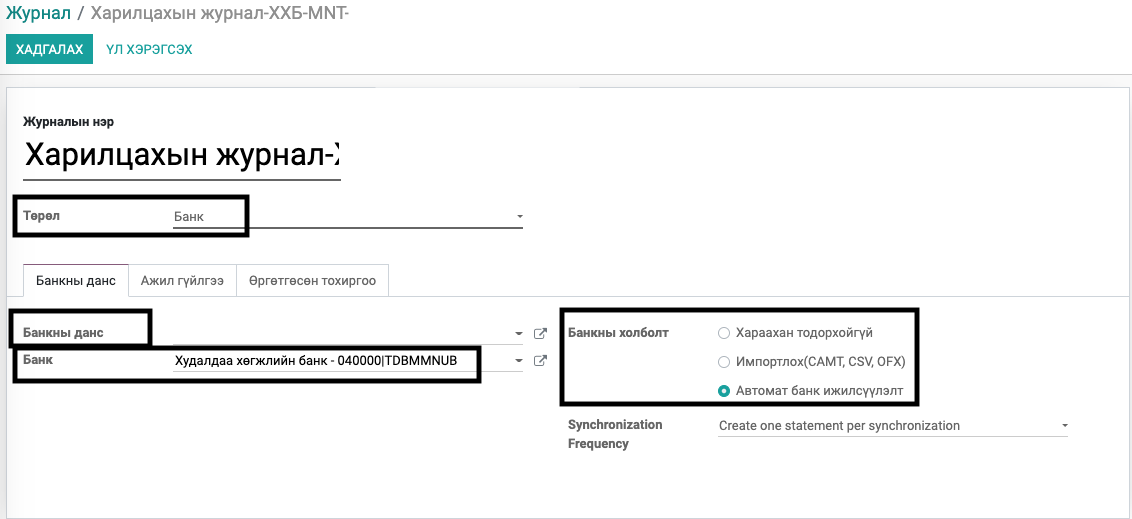 Журнал / Харилцахын журнал-ХХБ-MNT-
ХАДГАЛАХ ҮЛ ХЭРЭГСЭХ
Журналын нэр
Харилцахын журнал-
Төрөл Банк
Банкны данс Ажил гүйлгээ Өргөтгөсөн тохиргоо
Банкны данс
Банк Худалдаа хөгжлийн банк - 040000|TDBMMNUB
Банкны холболт Хараахан тодорхойгүй
Импортлох(CAMT, CSV, OFX)
Автомат банк ижилсүүлэлт
Synchronization Create one statement per synchronization
Frequency